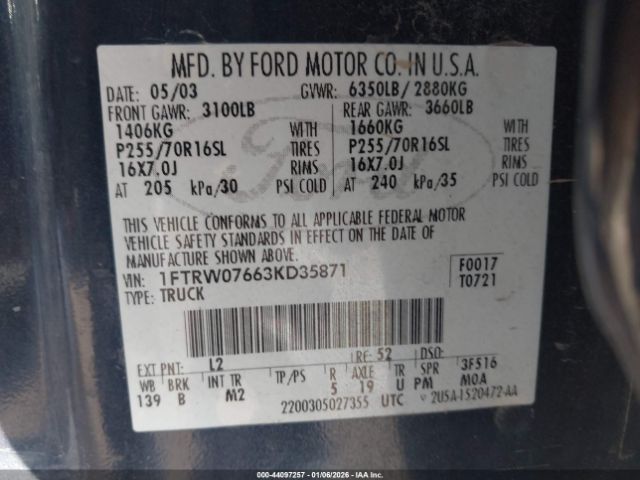 MFD. BY FORD MOTOR CO. IN U.S.A.
DATE: 05/03 GVWR: 6350LB/2880KG
FRONT GAWR: 3100LB REAR GAWR: 3660LB
1406KG WITH 1660KG WITH
P255/70R16SL TIRES P255/70R16SL TIRES
16X7.0J RIMS 16X7.0J RIMS
AT 205 kPa/30 PSI COLD AT 240 kPa/35 PSI COLD
THIS VEHICLE CONFORMS TO ALL APPLICABLE FEDERAL MOTOR
VEHICLE SAFETY STANDARDS IN EFFECT ON THE DATE OF
MANUFACTURE SHOWN ABOVE.
VIN: 1FTRW07663KD35871 F0017
TYPE: TRUCK T0721
EXT PNT: L2 RE: 52 DSO:
WB BRK INT TR TP/PS R AXLE TR SPR 3F516
139 B M2 5 19 U PM MOA
2200305027355 UTC 2U5A-1520472-AA
Ford
© COPART - 44097257 - 01/06/2026 - IAA Inc.